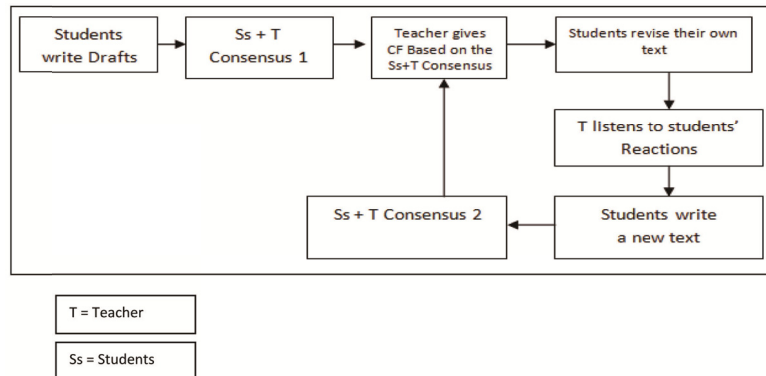 Students
write Drafts
Ss + T
Consensus 1
Teacher gives
CF Based on the
Ss+T Consensus
Students revise their own
text
T listens to students'
Reactions
Students write
a new text
Ss + T Consensus 2
T = Teacher
Ss = Students